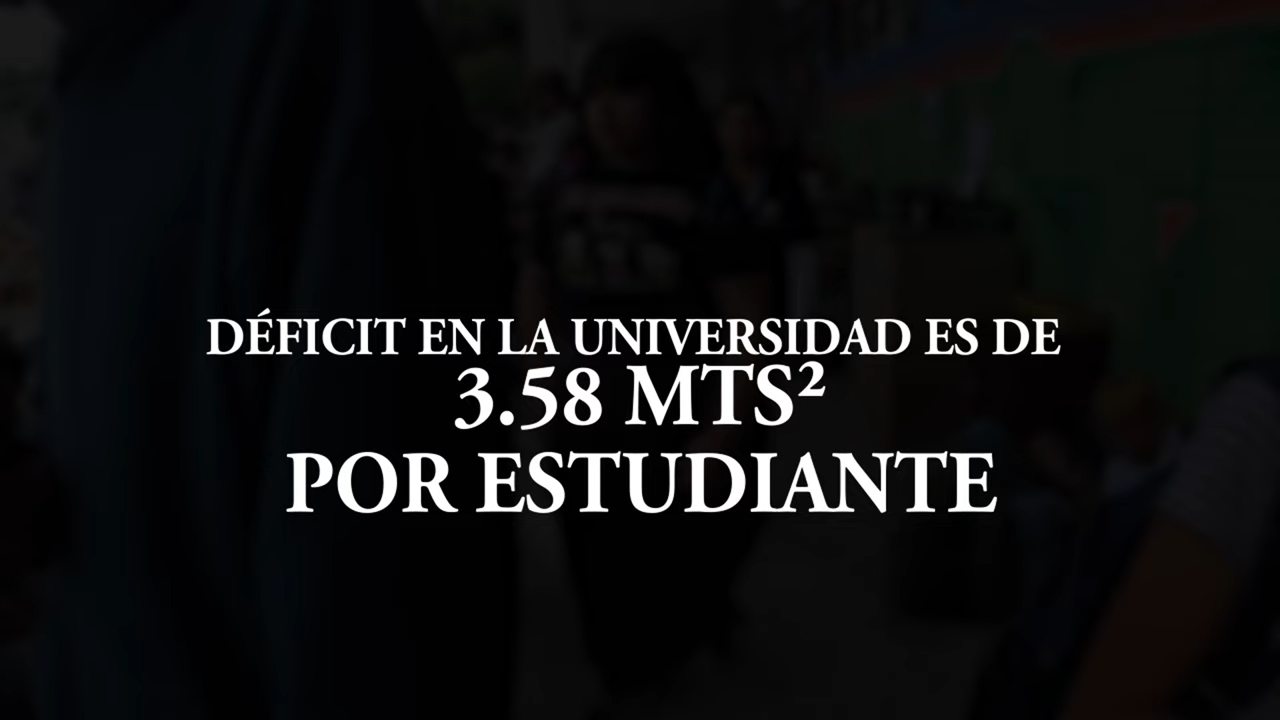 DÉFICIT EN LA UNIVERSIDAD ES DE
3.58 MTS²
POR ESTUDIANTE